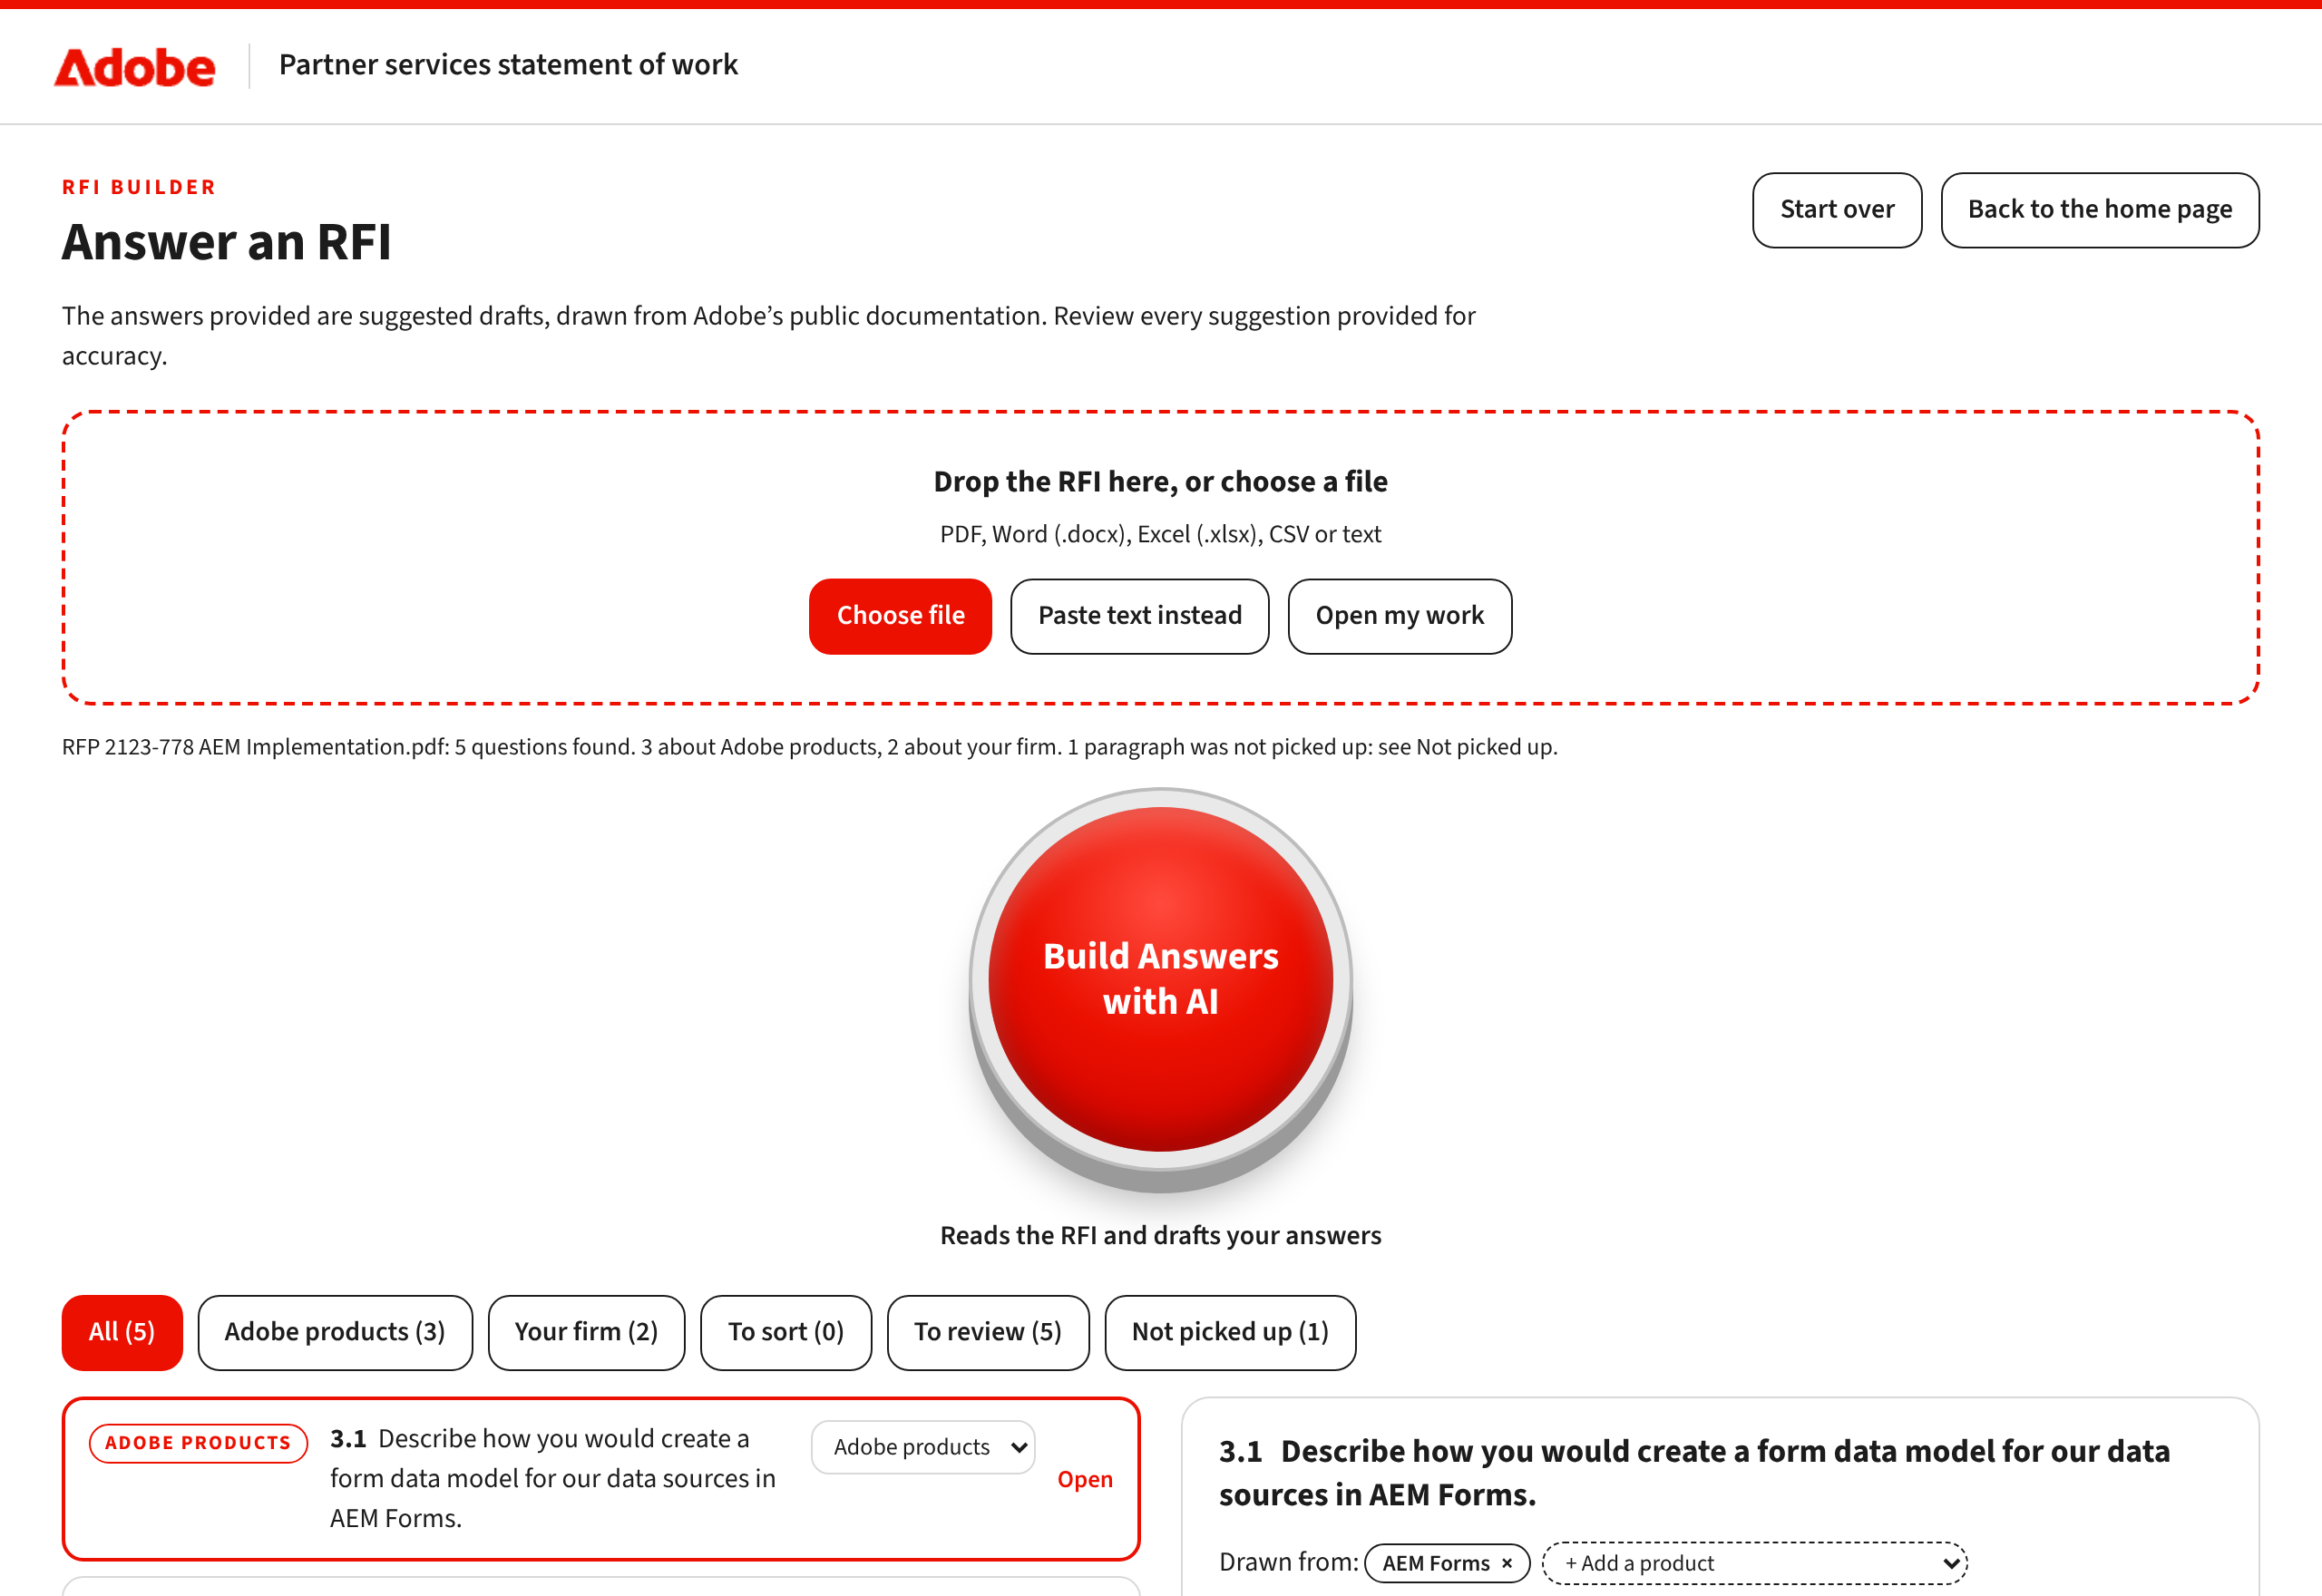 Adobe
Partner services statement of work
RFI BUILDER
Answer an RFI
Start over
Back to the home page
The answers provided are suggested drafts, drawn from Adobe’s public documentation. Review every suggestion provided for
accuracy.
Drop the RFI here, or choose a file
PDF, Word (.docx), Excel (.xlsx), CSV or text
Choose file
Paste text instead
Open my work
RFP 2123-778 AEM Implementation.pdf: 5 questions found. 3 about Adobe products, 2 about your firm. 1 paragraph was not picked up: see Not picked up.
Build Answers
with AI
Reads the RFI and drafts your answers
All (5)
Adobe products (3)
Your firm (2)
To sort (0)
To review (5)
Not picked up (1)
ADOBE PRODUCTS
3.1 Describe how you would create a
form data model for our data sources in
AEM Forms.
Adobe products
Open
3.1 Describe how you would create a form data model for our data
sources in AEM Forms.
Drawn from: AEM Forms × + Add a product